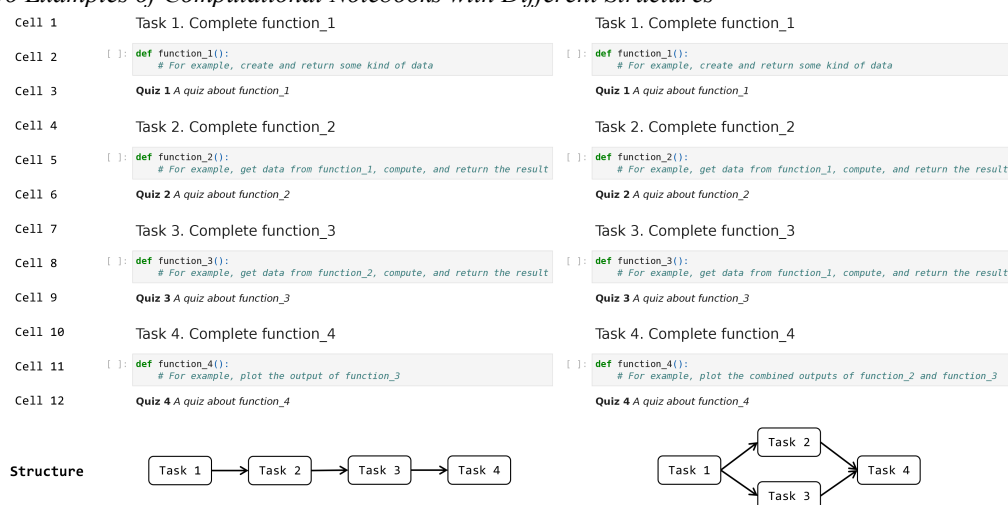 Examples of Computational Notebooks with Different Structures
Cell 1 Task 1. Complete function_1 Task 1. Complete function_1
Cell 2 [ ]: def function_1(): [ ]: def function_1():
# For example, create and return some kind of data # For example, create and return some kind of data
Cell 3 Quiz 1 A quiz about function_1 Quiz 1 A quiz about function_1
Cell 4 Task 2. Complete function_2 Task 2. Complete function_2
Cell 5 [ ]: def function_2(): [ ]: def function_2():
# For example, get data from function_1, compute, and return the result # For example, get data from function_1, compute, and return the result
Cell 6 Quiz 2 A quiz about function_2 Quiz 2 A quiz about function_2
Cell 7 Task 3. Complete function_3 Task 3. Complete function_3
Cell 8 [ ]: def function_3(): [ ]: def function_3():
# For example, get data from function_2, compute, and return the result # For example, get data from function_1, compute, and return the result
Cell 9 Quiz 3 A quiz about function_3 Quiz 3 A quiz about function_3
Cell 10 Task 4. Complete function_4 Task 4. Complete function_4
Cell 11 [ ]: def function_4(): [ ]: def function_4():
# For example, plot the output of function_3 # For example, plot the combined outputs of function_2 and function_3
Cell 12 Quiz 4 A quiz about function_4 Quiz 4 A quiz about function_4
Structure Task 1 Task 2 Task 3 Task 4 Task 1 Task 2 Task 3 Task 4